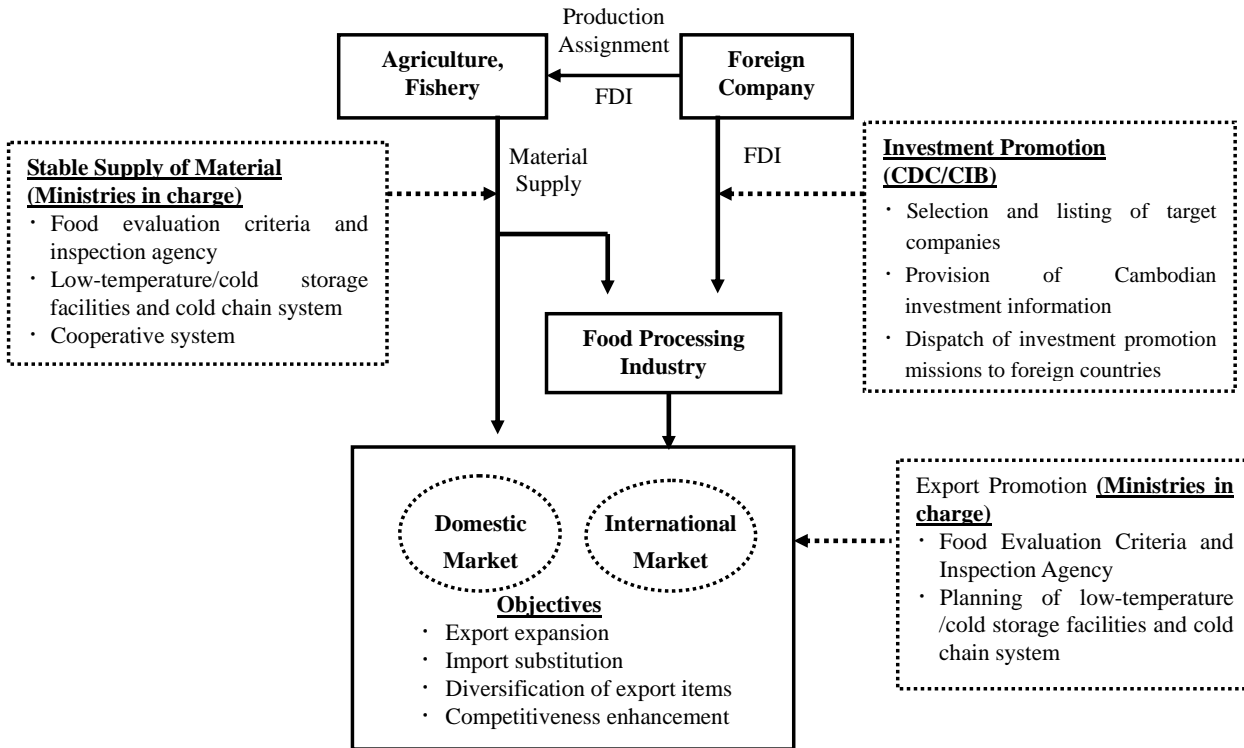 Production
Assignment
Agriculture,
Fishery
Foreign
Company
FDI
Stable Supply of Material
(Ministries in charge)
・ Food evaluation criteria and
inspection agency
・ Low-temperature/cold storage
facilities and cold chain system
・ Cooperative system
Material
Supply
FDI
Investment Promotion
(CDC/CIB)
・ Selection and listing of target
companies
・ Provision of Cambodian
investment information
・ Dispatch of investment promotion
missions to foreign countries
Food Processing
Industry
Domestic
Market
International
Market
Objectives
・ Export expansion
・ Import substitution
・ Diversification of export items
・ Competitiveness enhancement
Export Promotion (Ministries in
charge)
・ Food Evaluation Criteria and
Inspection Agency
・ Planning of low-temperature
/cold storage facilities and cold
chain system